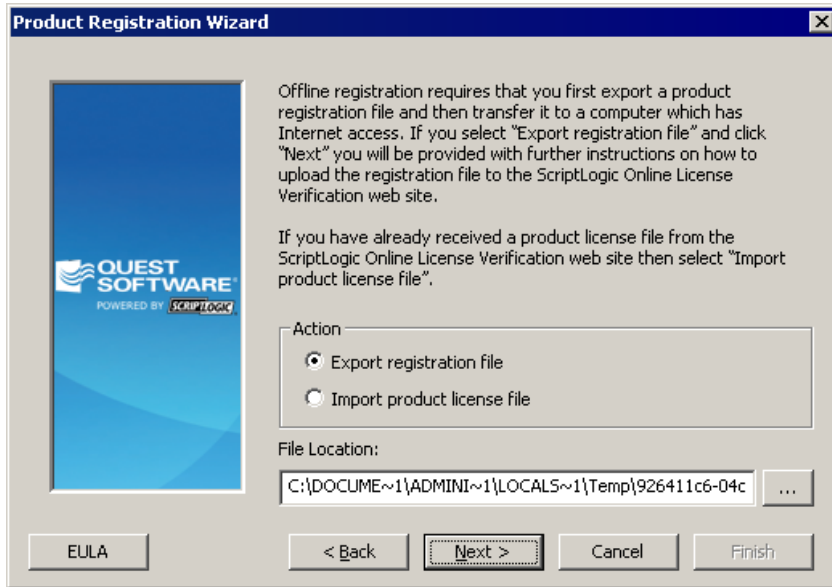 Product Registration Wizard
Offline registration requires that you first export a product
registration file and then transfer it to a computer which has
Internet access. If you select "Export registration file" and click
"Next" you will be provided with further instructions on how to
upload the registration file to the ScriptLogic Online License
Verification web site.
If you have already received a product license file from the
ScriptLogic Online License Verification web site then select "Import
product license file".
QUEST
SOFTWARE
POWERED BY SCRIPTLOGIC
Action
Export registration file
Import product license file
File Location:
C:\DOCUME~1\ADMINI~1\LOCALS~1\Temp\926411c6-04c
...
EULA
< Back
Next >
Cancel
Finish